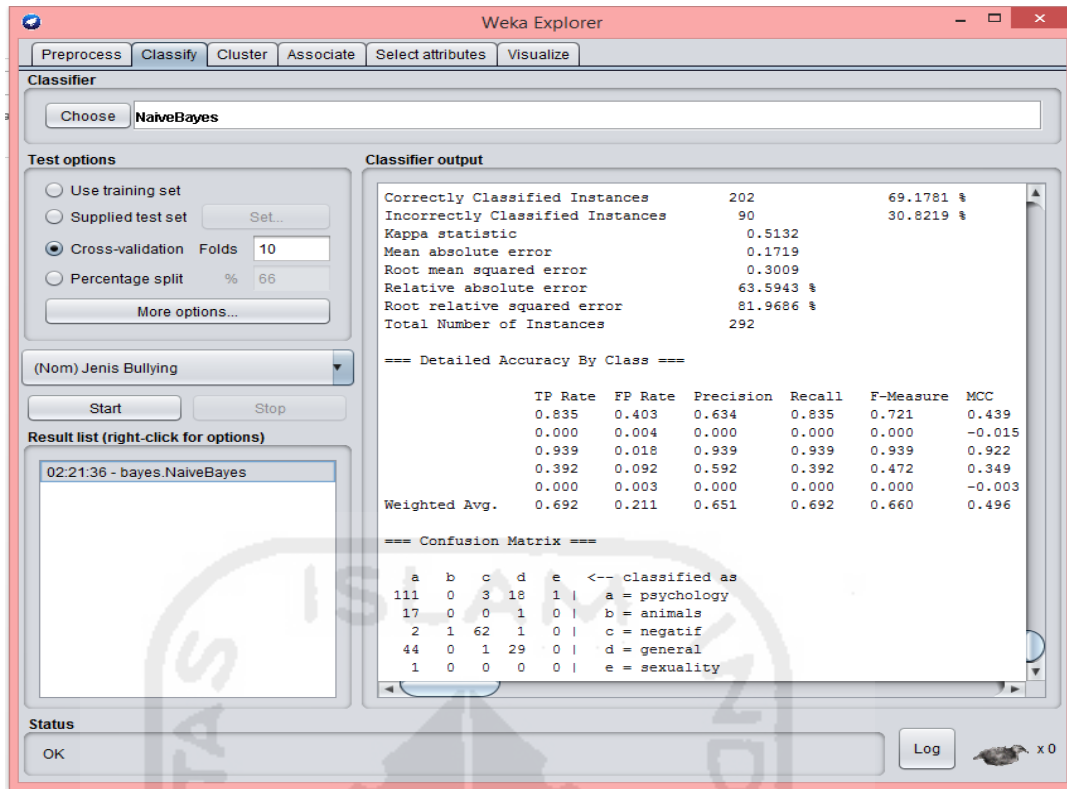 Weka Explorer
Preprocess Classify Cluster Associate Select attributes Visualize
Classifier
Choose NaiveBayes
Test options
Use training set
Supplied test set Set...
Cross-validation Folds 10
Percentage split % 66
More options...
(Nom) Jenis Bullying
Start Stop
Result list (right-click for options)
02:21:36 - bayes.NaiveBayes
Classifier output
Correctly Classified Instances 202 69.1781 %
Incorrectly Classified Instances 90 30.8219 %
Kappa statistic 0.5132
Mean absolute error 0.1719
Root mean squared error 0.3009
Relative absolute error 63.5943 %
Root relative squared error 81.9686 %
Total Number of Instances 292
=== Detailed Accuracy By Class ===
TP Rate FP Rate Precision Recall F-Measure MCC
0.835 0.403 0.634 0.835 0.721 0.439
0.000 0.004 0.000 0.000 0.000 -0.015
0.939 0.018 0.939 0.939 0.939 0.922
0.392 0.092 0.592 0.392 0.472 0.349
0.000 0.003 0.000 0.000 0.000 -0.003
Weighted Avg. 0.692 0.211 0.651 0.692 0.660 0.496
=== Confusion Matrix ===
a b c d e <-- classified as
111 0 3 18 1 | a = psychology
17 0 0 1 0 | b = animals
2 1 62 1 0 | c = negatif
44 0 1 29 0 | d = general
1 0 0 0 0 | e = sexuality
Status
OK
Log x 0
ISLAM
TAS